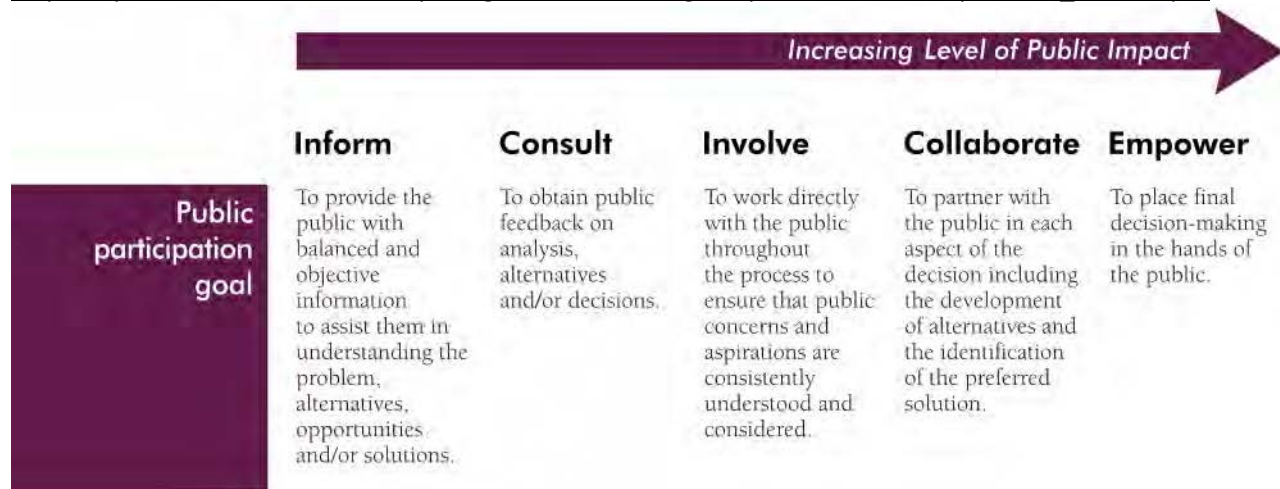 Increasing Level of Public Impact
Inform
Consult
Involve
Collaborate
Empower
Public
participation
goal
To provide the
public with
balanced and
objective
information
to assist them in
understanding the
problem,
alternatives,
opportunities
and/or solutions.
To obtain public
feedback on
analysis,
alternatives
and/or decisions.
To work directly
with the public
throughout
the process to
ensure that public
concerns and
aspirations are
consistently
understood and
considered.
To partner with
the public in each
aspect of the
decision including
the development
of alternatives and
the identification
of the preferred
solution.
To place final
decision-making
in the hands of
the public.